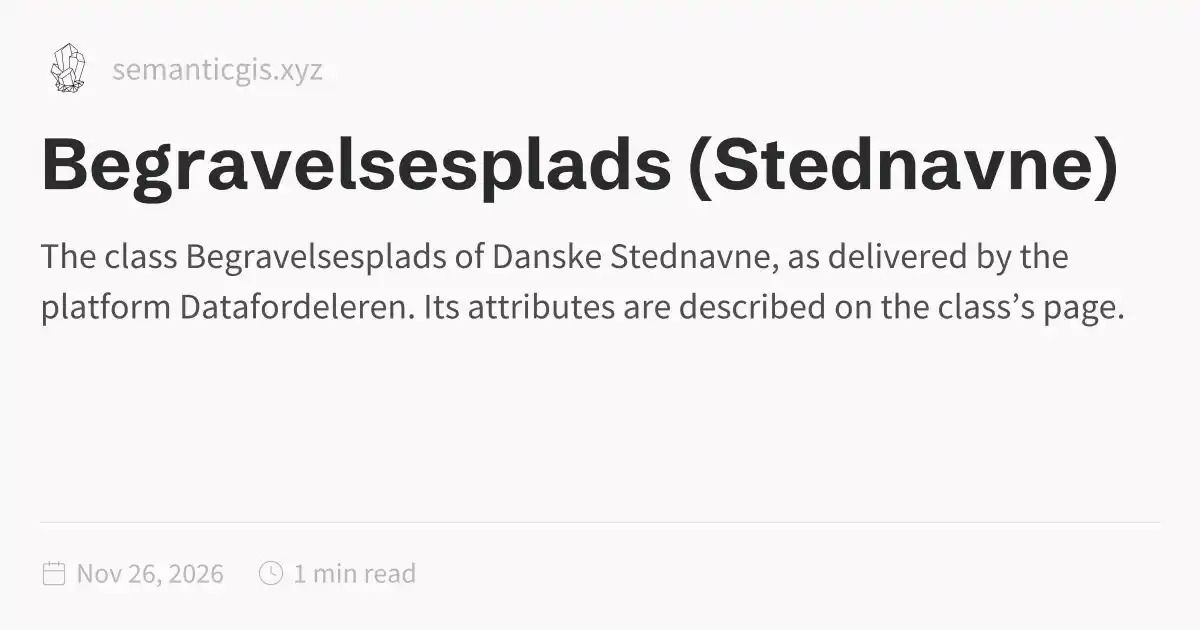 semanticgis.xyz
Begravelsesplads (Stednavne)
The class Begravelsesplads of Danske Stednavne, as delivered by the
platform Datafordeleren. Its attributes are described on the class’s page.
Nov 26, 2026 1 min read